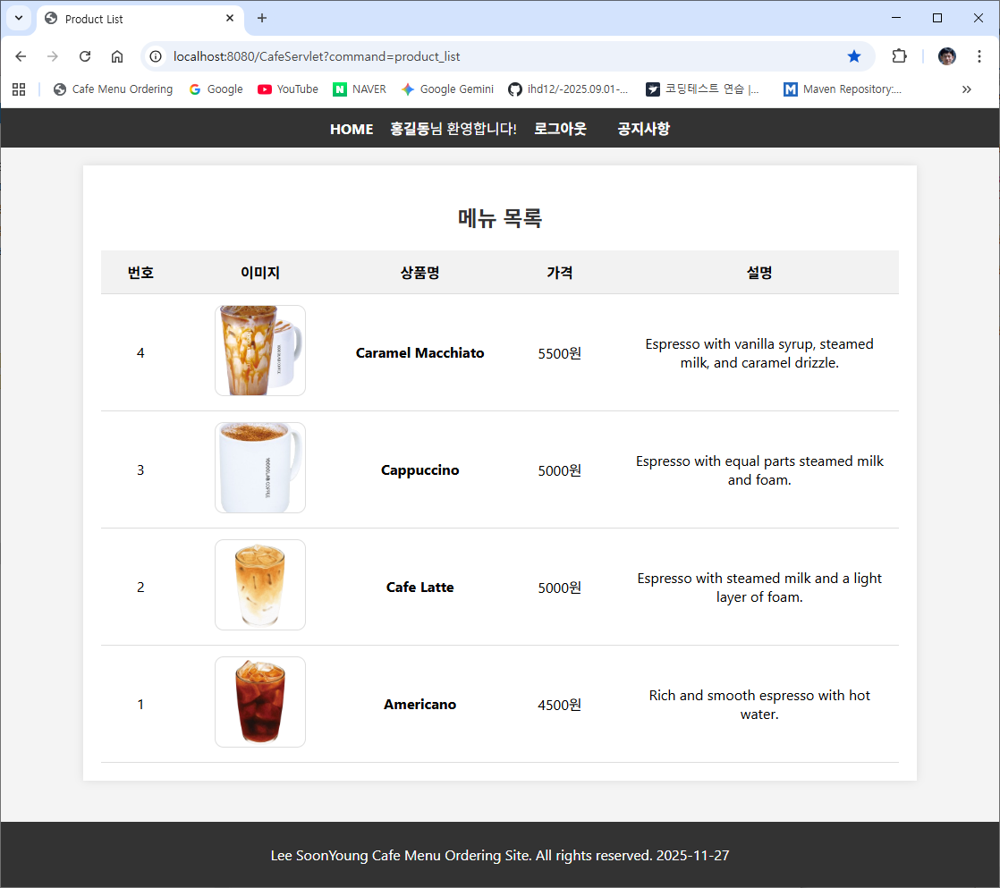 Product List
localhost:8080/CafeServlet?command=product_list
Cafe Menu Ordering Google YouTube NAVER Google Gemini ihd12/-2025.09.01-... 코딩테스트 연습 |... Maven Repository:...
HOME 홍길동님 환영합니다! 로그아웃 공지사항
메뉴 목록
번호 이미지 상품명 가격 설명
4 Caramel Macchiato 5500원 Espresso with vanilla syrup, steamed
milk, and caramel drizzle.
3 Cappuccino 5000원 Espresso with equal parts steamed milk
and foam.
2 Cafe Latte 5000원 Espresso with steamed milk and a light
layer of foam.
1 Americano 4500원 Rich and smooth espresso with hot
water.
Lee SoonYoung Cafe Menu Ordering Site. All rights reserved. 2025-11-27